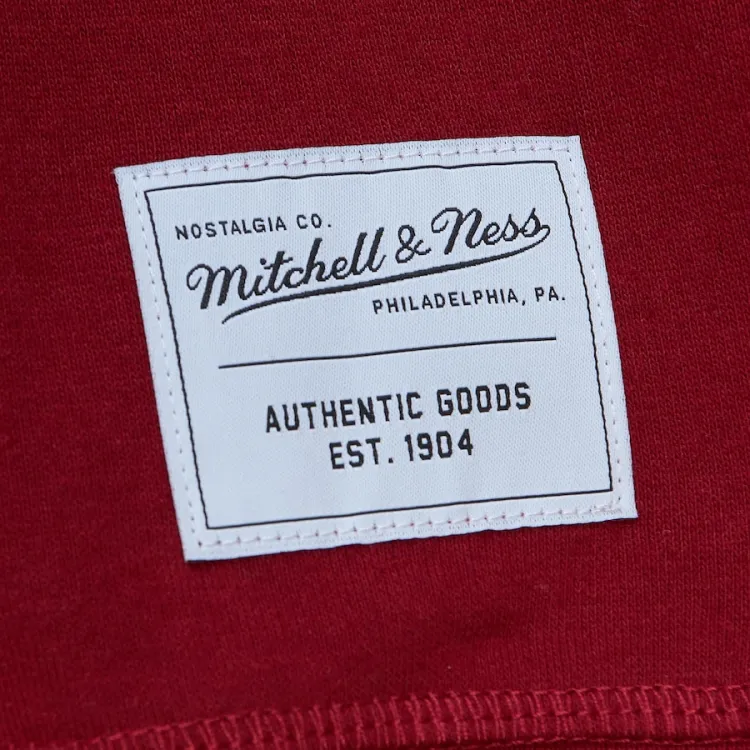 NOSTALGIA CO.
Mitchell & Ness
PHILADELPHIA, PA.
AUTHENTIC GOODS
EST. 1904